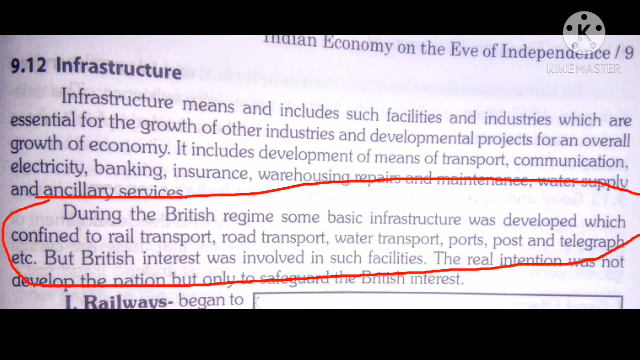 Indian Economy on the Eve of Independence / 9
KINEMASTER
9.12 Infrastructure
Infrastructure means and includes such facilities and industries which are
essential for the growth of other industries and developmental projects for an overall
growth of economy. It includes development of means of transport, communication,
electricity, banking, insurance, warehousing repairs and maintenance, water supply
and ancillary services.
During the British regime some basic infrastructure was developed which
confined to rail transport, road transport, water transport, ports, post and telegraph
etc. But British interest was involved in such facilities. The real intention was not
develop the nation but only to safeguard the British interest.
I. Railways- began to